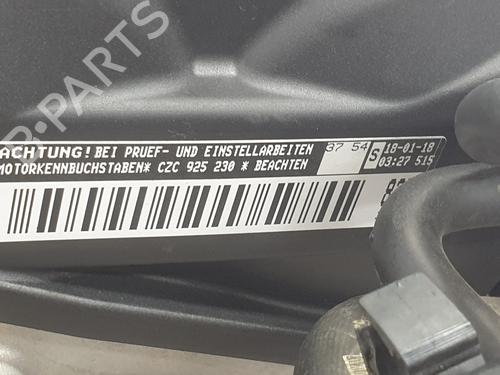 B-PARTS
ACHTUNG! BEI PRUEF- UND EINSTELLARBEITEN
MOTORKENNBUCHSTABEN* CZC 925 230 * BEACHTEN
37 54
S
18-01-18
03:27 515